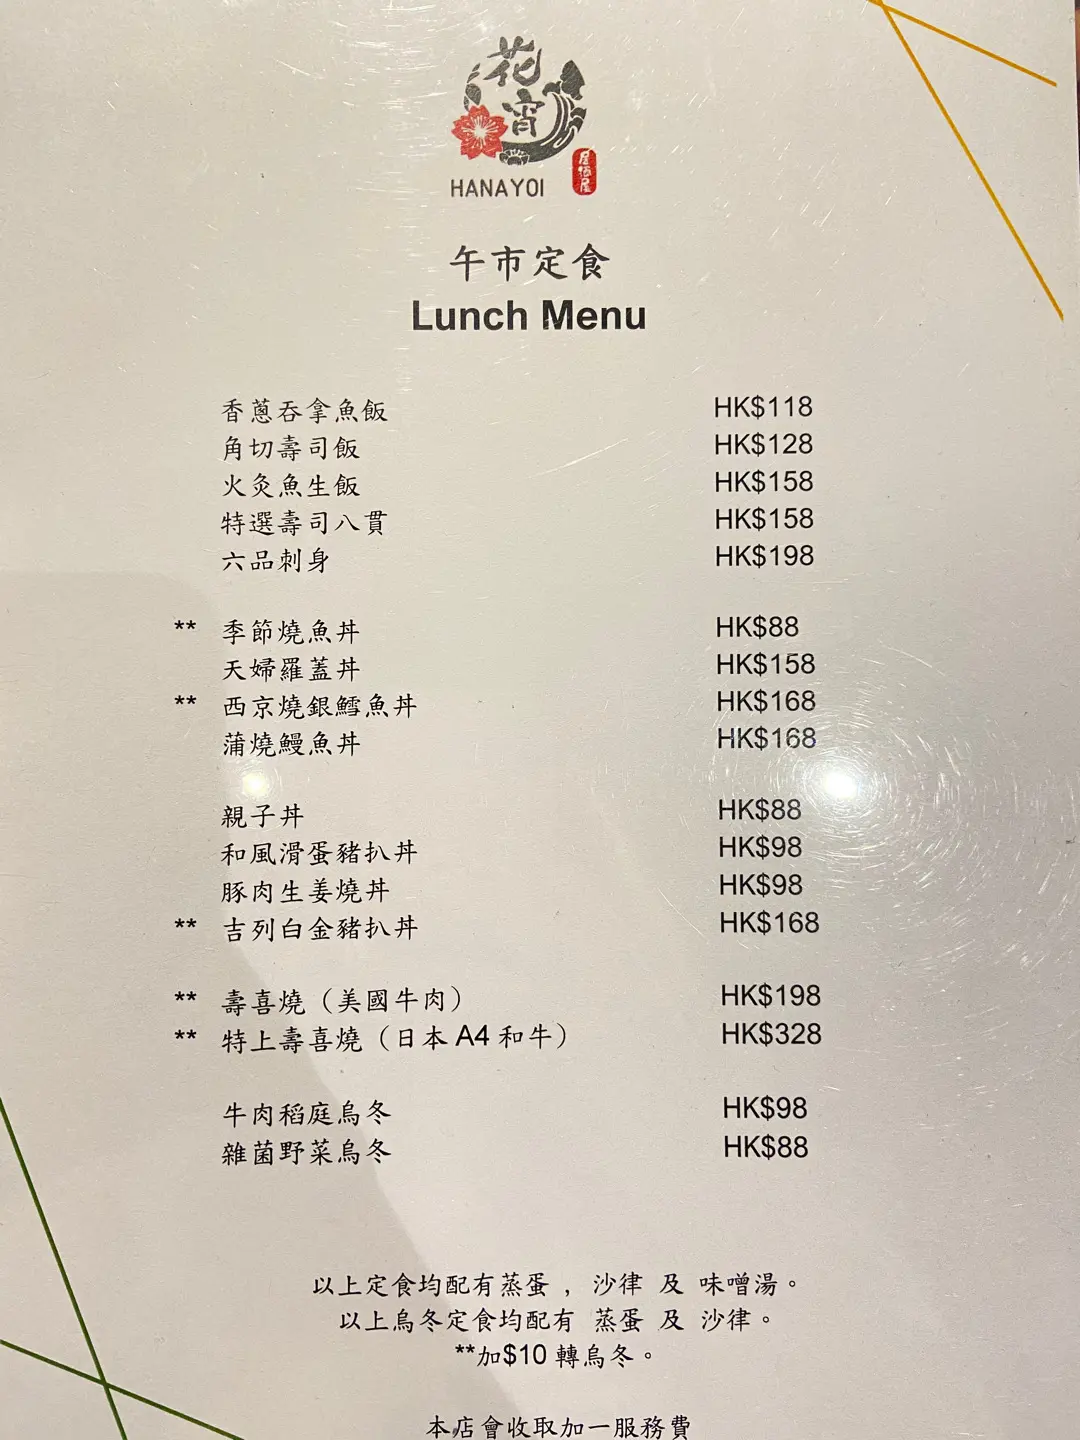 花宵
居酒屋
HANAYOI
午市定食
Lunch Menu
香蔥吞拿魚飯 HK$118
角切壽司飯 HK$128
火灸魚生飯 HK$158
特選壽司八貫 HK$158
六品刺身 HK$198
** 季節燒魚丼 HK$88
天婦羅蓋丼 HK$158
** 西京燒銀鱈魚丼 HK$168
蒲燒鰻魚丼 HK$168
親子丼 HK$88
和風滑蛋豬扒丼 HK$98
豚肉生姜燒丼 HK$98
** 吉列白金豬扒丼 HK$168
** 壽喜燒（美國牛肉） HK$198
** 特上壽喜燒（日本 A4 和牛） HK$328
牛肉稻庭烏冬 HK$98
雜菌野菜烏冬 HK$88
以上定食均配有蒸蛋 ， 沙律 及 味噌湯。
以上烏冬定食均配有 蒸蛋 及 沙律。
**加$10 轉烏冬。
本店會收取加一服務費